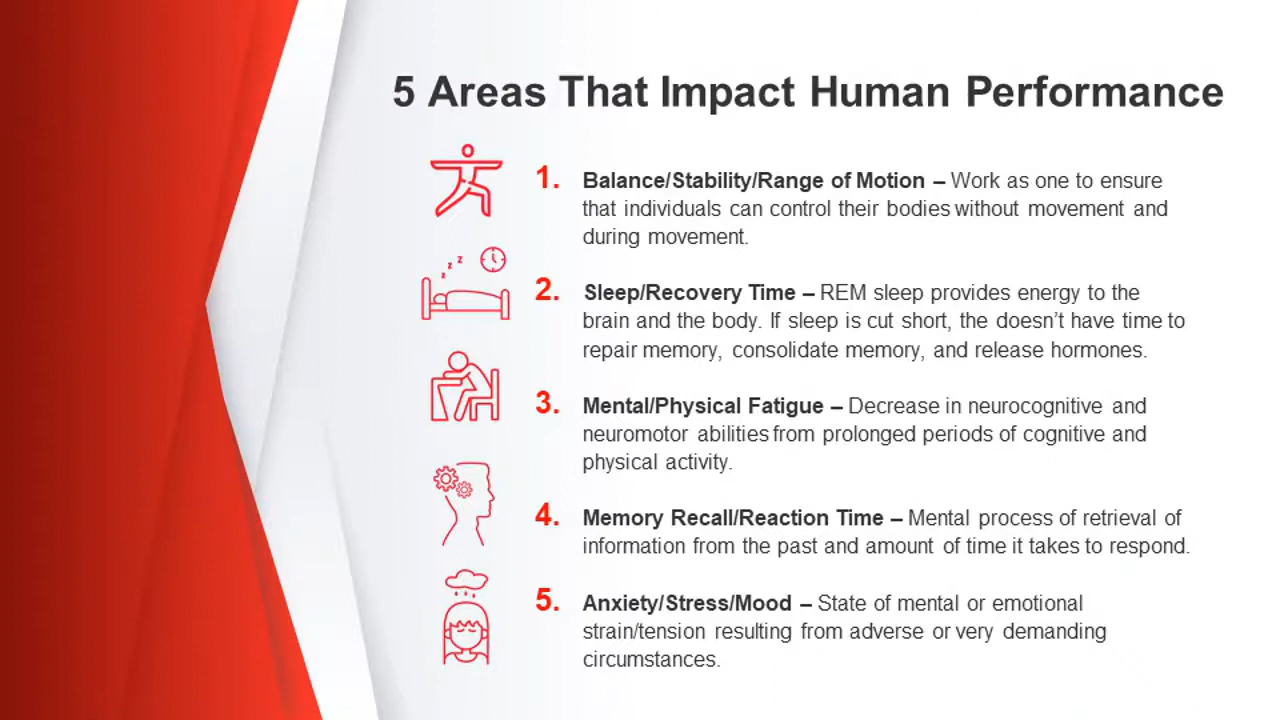 5 Areas That Impact Human Performance
1. Balance/Stability/Range of Motion – Work as one to ensure
that individuals can control their bodies without movement and
during movement.
z z z
2. Sleep/Recovery Time – REM sleep provides energy to the
brain and the body. If sleep is cut short, the doesn’t have time to
repair memory, consolidate memory, and release hormones.
3. Mental/Physical Fatigue – Decrease in neurocognitive and
neuromotor abilities from prolonged periods of cognitive and
physical activity.
4. Memory Recall/Reaction Time – Mental process of retrieval of
information from the past and amount of time it takes to respond.
5. Anxiety/Stress/Mood – State of mental or emotional
strain/tension resulting from adverse or very demanding
circumstances.